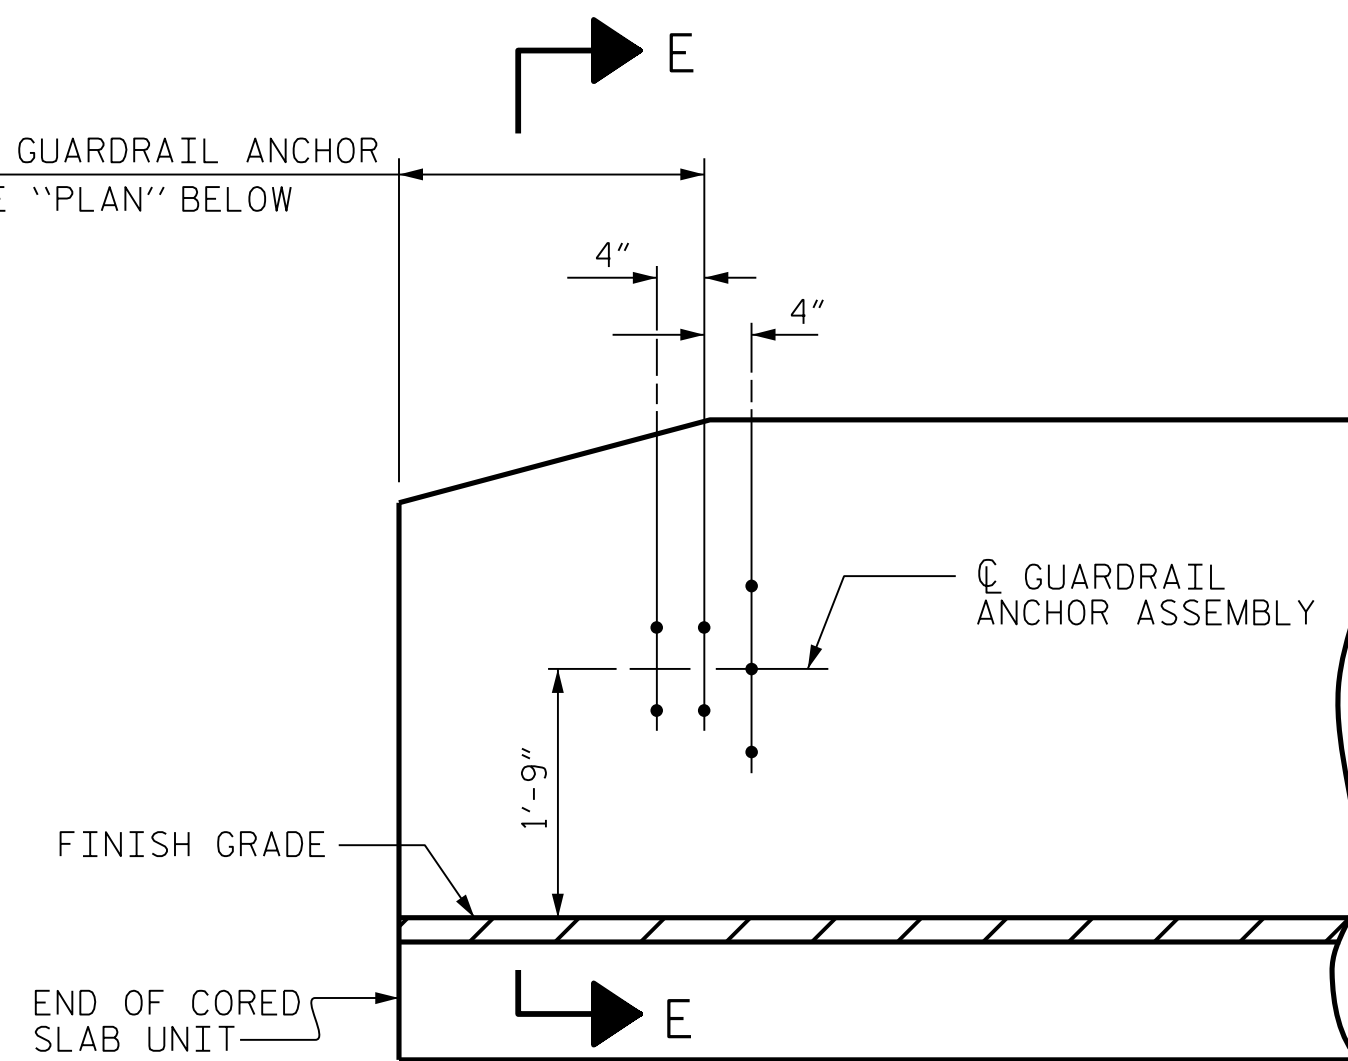 E
GUARDRAIL ANCHOR
E ‶PLAN″ BELOW
4″
4″
℄ GUARDRAIL
ANCHOR ASSEMBLY
1′-9″
FINISH GRADE
END OF CORED
SLAB UNIT
E